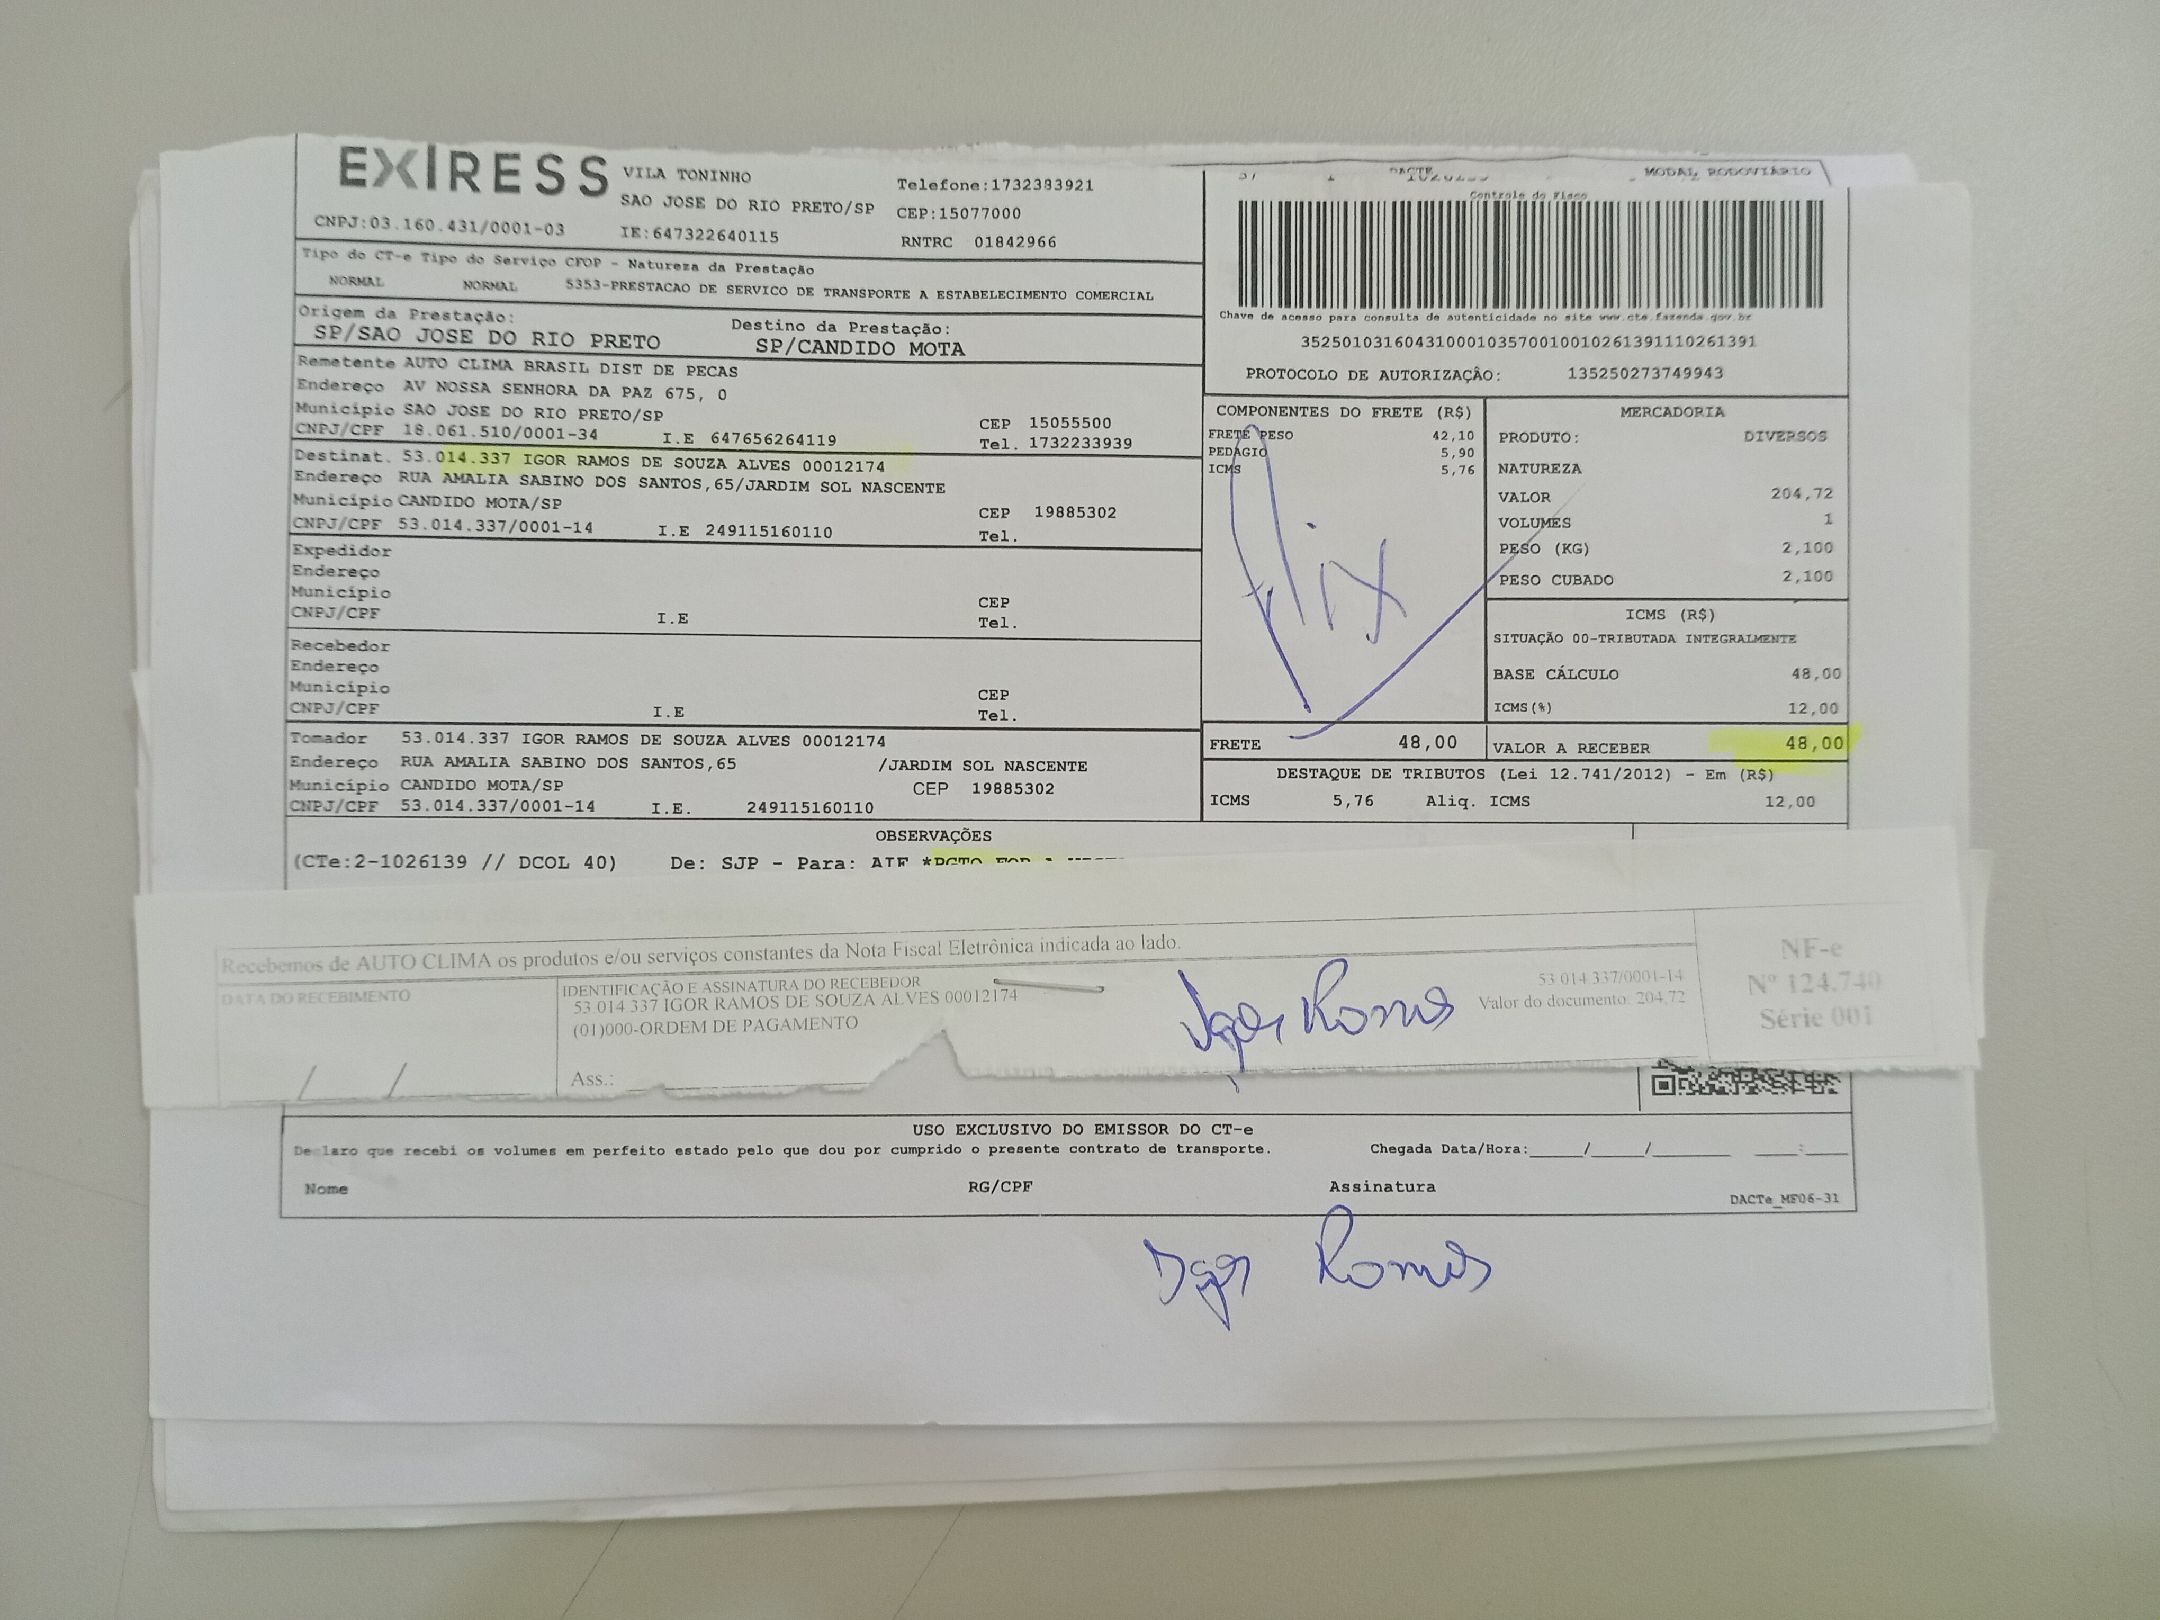 EXIRESS
VILA TONINHO
SAO JOSE DO RIO PRETO/SP
Telefone:1732383921
CEP:15077000
CNPJ:03.160.431/0001-03
IE:647322640115
RNTRC 01842966
Tipo do CT-e Tipo do Serviço CFOP - Natureza da Prestação
NORMAL NORMAL 5353-PRESTACAO DE SERVICO DE TRANSPORTE A ESTABELECIMENTO COMERCIAL
Origem da Prestação: Destino da Prestação:
SP/SAO JOSE DO RIO PRETO SP/CANDIDO MOTA
Remetente AUTO CLIMA BRASIL DIST DE PECAS
Endereço AV NOSSA SENHORA DA PAZ 675, 0
Município SAO JOSE DO RIO PRETO/SP CEP 15055500
CNPJ/CPF 18.061.510/0001-34 I.E 647656264119 Tel. 1732233939
Destinat. 53.014.337 IGOR RAMOS DE SOUZA ALVES 00012174
Endereço RUA AMALIA SABINO DOS SANTOS,65/JARDIM SOL NASCENTE
Município CANDIDO MOTA/SP CEP 19885302
CNPJ/CPF 53.014.337/0001-14 I.E 249115160110 Tel.
Expedidor
Endereço
Município CEP
CNPJ/CPF I.E Tel.
Recebedor
Endereço
Município CEP
CNPJ/CPF I.E Tel.
Tomador 53.014.337 IGOR RAMOS DE SOUZA ALVES 00012174
Endereço RUA AMALIA SABINO DOS SANTOS,65 /JARDIM SOL NASCENTE
Município CANDIDO MOTA/SP CEP 19885302
CNPJ/CPF 53.014.337/0001-14 I.E. 249115160110
DACTE MODAL RODOVIÁRIO
Controle do Fisco
Chave de acesso para consulta de autenticidade no site www.cte.fazenda.gov.br
35250103160431000103570010010261391110261391
PROTOCOLO DE AUTORIZAÇÃO: 135250273749943
COMPONENTES DO FRETE (R$)
FRETE PESO 42,10
PEDAGIO 5,90
ICMS 5,76
MERCADORIA
PRODUTO: DIVERSOS
NATUREZA
VALOR 204,72
VOLUMES 1
PESO (KG) 2,100
PESO CUBADO 2,100
ICMS (R$)
SITUAÇÃO 00-TRIBUTADA INTEGRALMENTE
BASE CÁLCULO 48,00
ICMS(%) 12,00
FRETE 48,00 VALOR A RECEBER 48,00
DESTAQUE DE TRIBUTOS (Lei 12.741/2012) - Em (R$)
ICMS 5,76 Aliq. ICMS 12,00
OBSERVAÇÕES
(CTe:2-1026139 // DCOL 40) De: SJP - Para:
Recebemos de AUTO CLIMA os produtos e/ou serviços constantes da Nota Fiscal Eletrônica indicada ao lado.
DATA DO RECEBIMENTO
/ /
IDENTIFICAÇÃO E ASSINATURA DO RECEBEDOR
53.014.337 IGOR RAMOS DE SOUZA ALVES 00012174
(01)000-ORDEM DE PAGAMENTO
Ass.:
Igor Ramos
53.014.337/0001-14
Valor do documento: 204,72
NF-e
Nº 124.740
Série 001
USO EXCLUSIVO DO EMISSOR DO CT-e
Declaro que recebi os volumes em perfeito estado pelo que dou por cumprido o presente contrato de transporte. Chegada Data/Hora:_____/_____/_______ ____:____
Nome RG/CPF Assinatura
DACTe_MF06-31
Igor Ramos